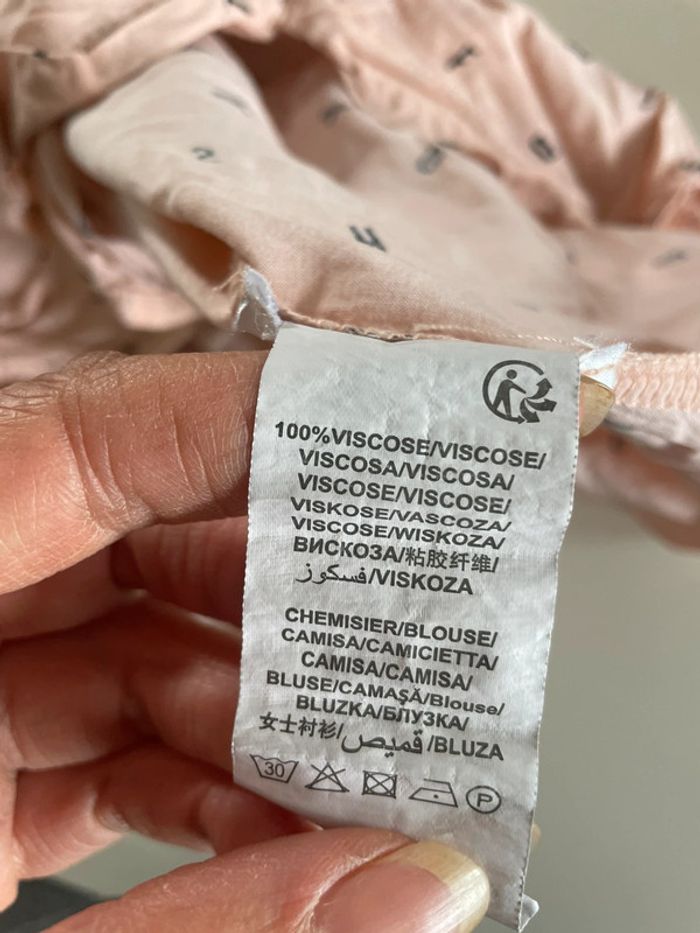 100%VISCOSE/VISCOSE/
VISCOSA/VISCOSA/
VISCOSE/VISCOSE/
VISKOSE/VASCOZA/
VISCOSE/WISKOZA/
ВИСКОЗА/粘胶纤维/
فسكوز/VISKOZA
CHEMISIER/BLOUSE/
CAMISA/CAMICIETTA/
CAMISA/CAMISA/
BLUSE/CAMAŞĂ/Blouse/
BLUZKA/БЛУЗКА/
女士衬衫/قميص/BLUZA
30 P